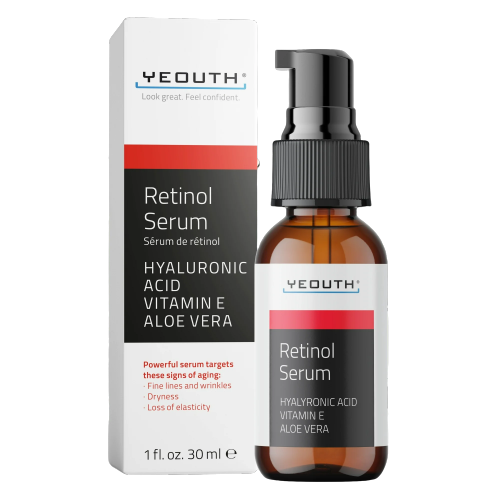 YEOUTH®
Look great. Feel confident.
Retinol
Serum
Sérum de rétinol
HYALURONIC
ACID
VITAMIN E
ALOE VERA
Powerful serum targets
these signs of aging:
· Fine lines and wrinkles
· Dryness
· Loss of elasticity
1 fl. oz. 30 ml ℮
YEOUTH®
Retinol
Serum
HYALYRONIC ACID
VITAMIN E
ALOE VERA